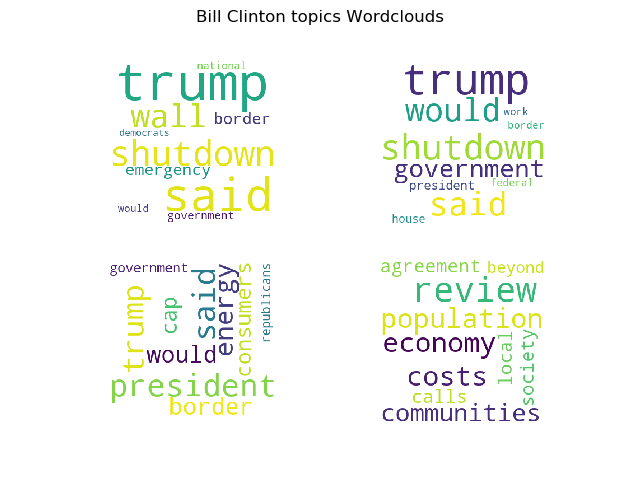 Bill Clinton topics Wordclouds
national
trump
wall border
democrats
shutdown
emergency
said
would
government
trump
would work
border
shutdown
government
president federal
said
house
government
trump
cap
said
energy
consumers
republicans
would
president
border
agreement beyond
review
population
economy
local
society
costs
calls
communities